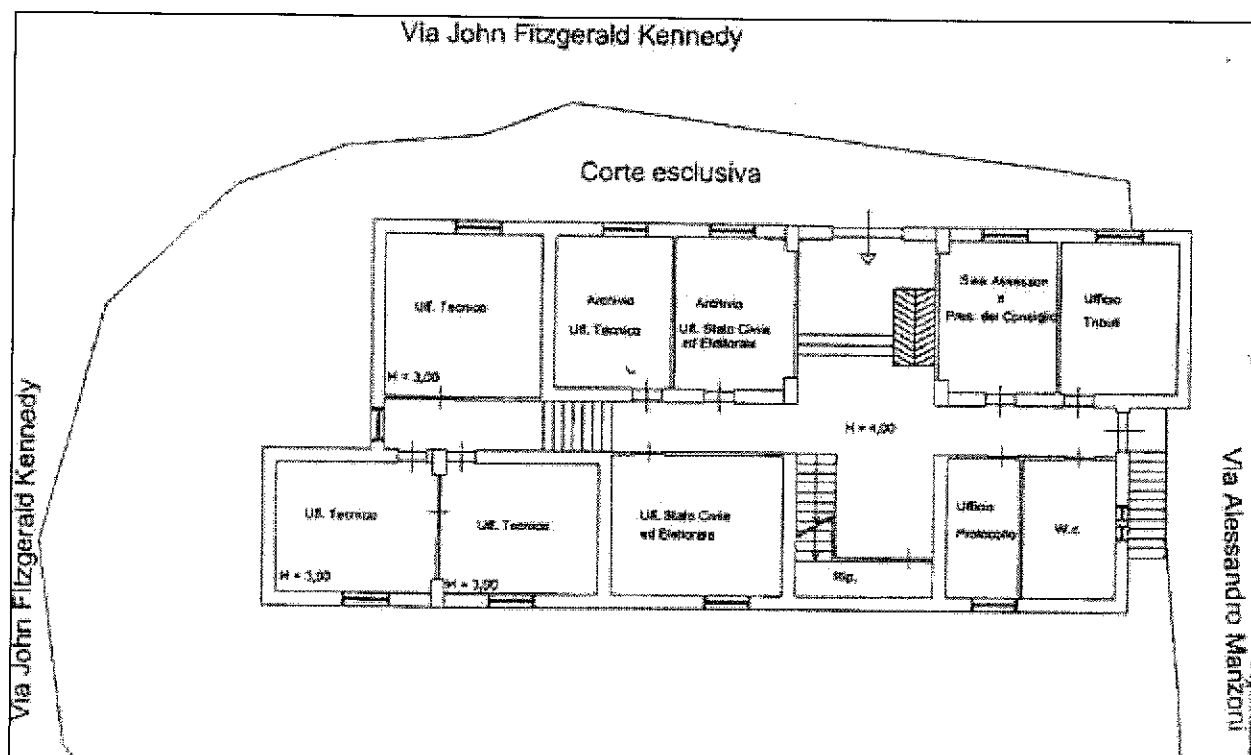 Via John Fitzgerald Kennedy
Corte esclusiva
Uff. Tecnico
H = 3,00
Archivio
Uff. Tecnico
Archivio
Uff. Stato Civile
ed Elettorale
Sala Assessori
e
Pres. del Consiglio
Ufficio
Tributi
H = 4,00
Via John Fitzgerald Kennedy
Uff. Tecnico
H = 3,00
Uff. Tecnico
H = 3,00
Uff. Stato Civile
ed Elettorale
Rip.
Ufficio
Protocollo
W.c.
Via Alessandro Manzoni